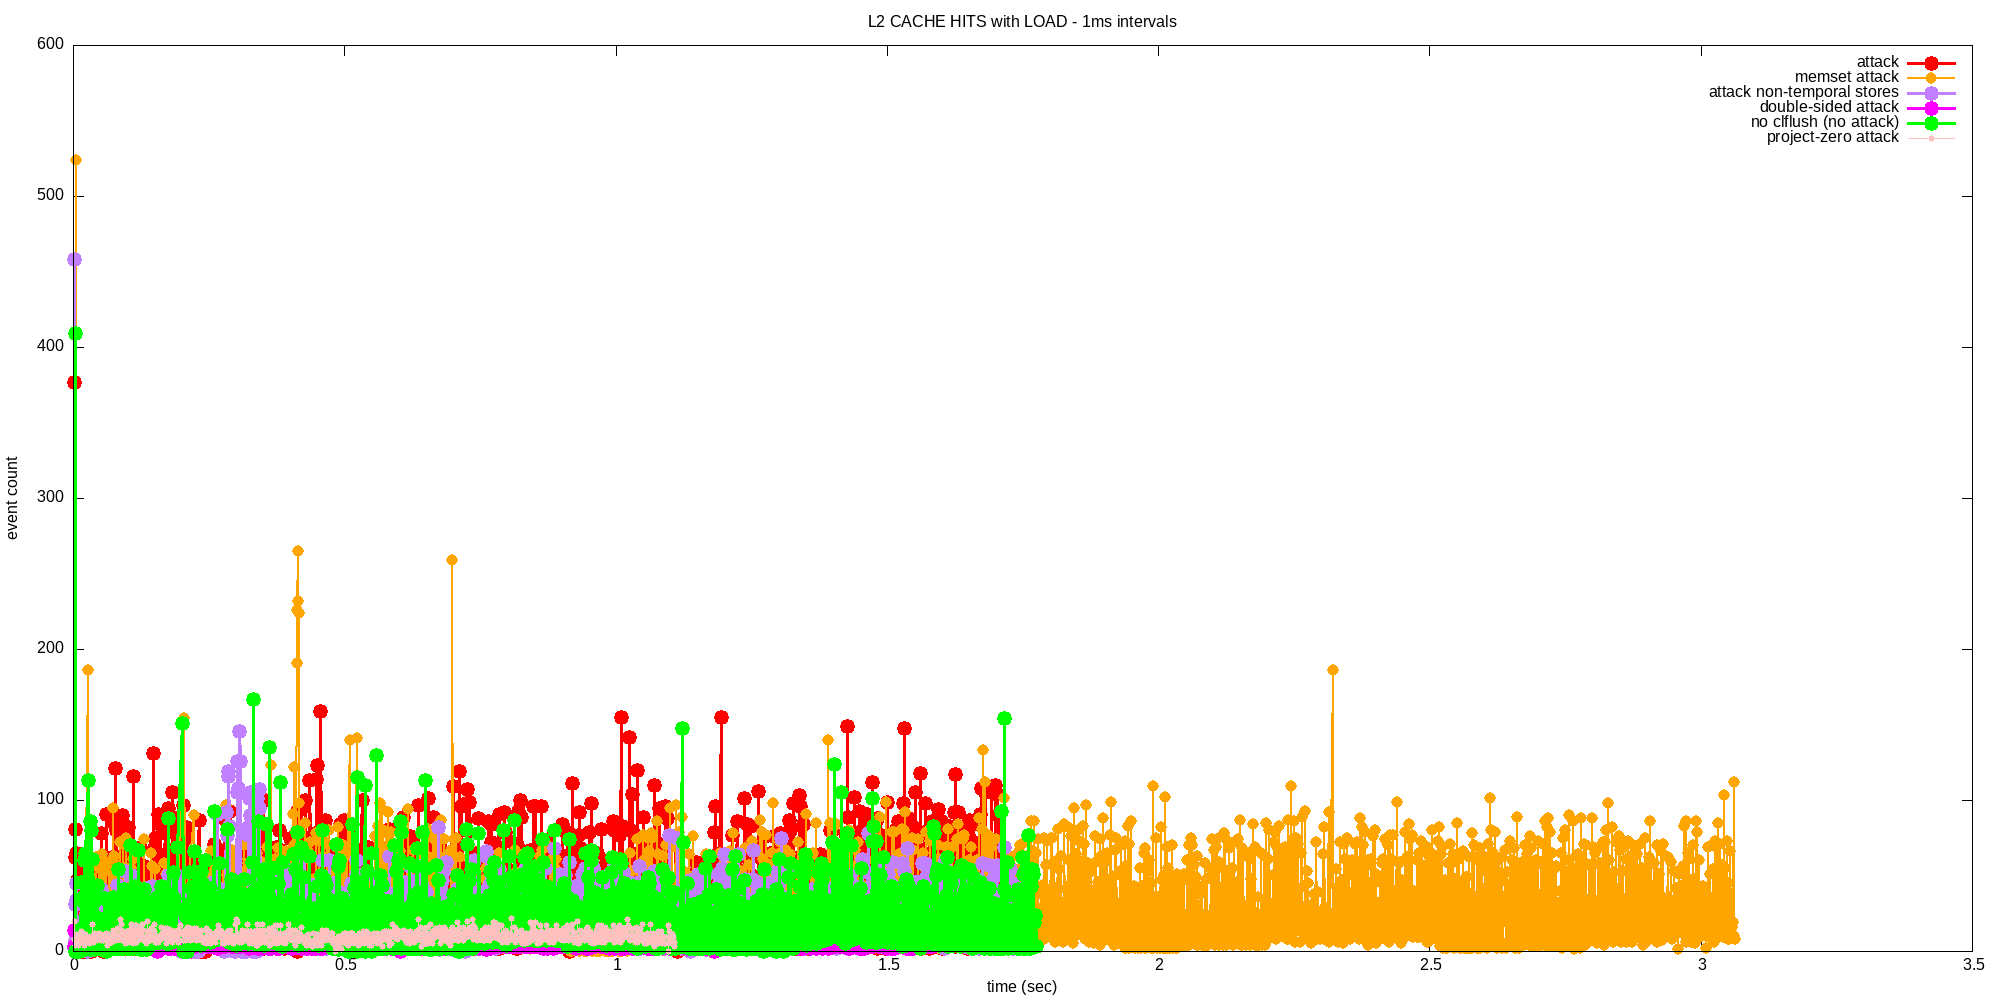 L2 CACHE HITS with LOAD - 1ms intervals
600
500
400
300
200
100
0
event count
attack
memset attack
attack non-temporal stores
double-sided attack
no clflush (no attack)
project-zero attack
0 0.5 1 1.5 2 2.5 3 3.5
time (sec)